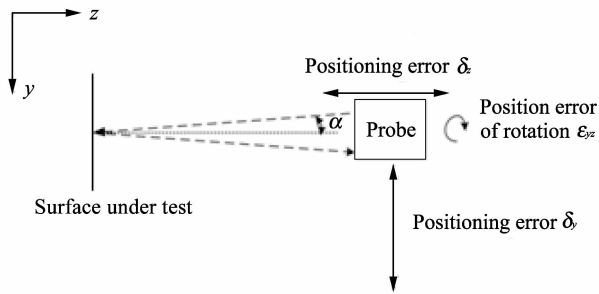 z
y
Positioning error δz
α
Probe
Position error
of rotation εyz
Surface under test
Positioning error δy